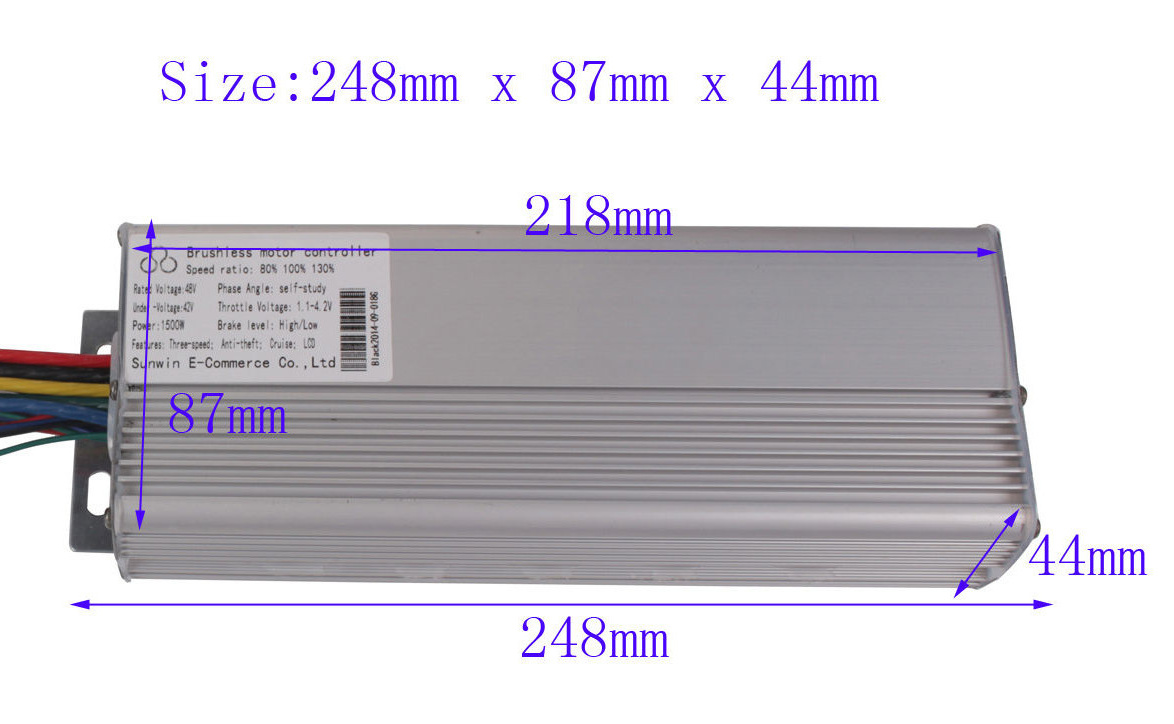 Size:248mm x 87mm x 44mm
218mm
Brushless motor controller
Speed ratio: 80% 100% 130%
Rated Voltage:48V Phase Angle: self-study
Under-Voltage:42V Throttle Voltage: 1.1-4.2V
Power:1500W Brake level: High/Low
Features: Three-speed; Anti-theft; Cruise; LCD
Sunwin E-Commerce Co.,Ltd
Black2014-09-0186
87mm
44mm
248mm